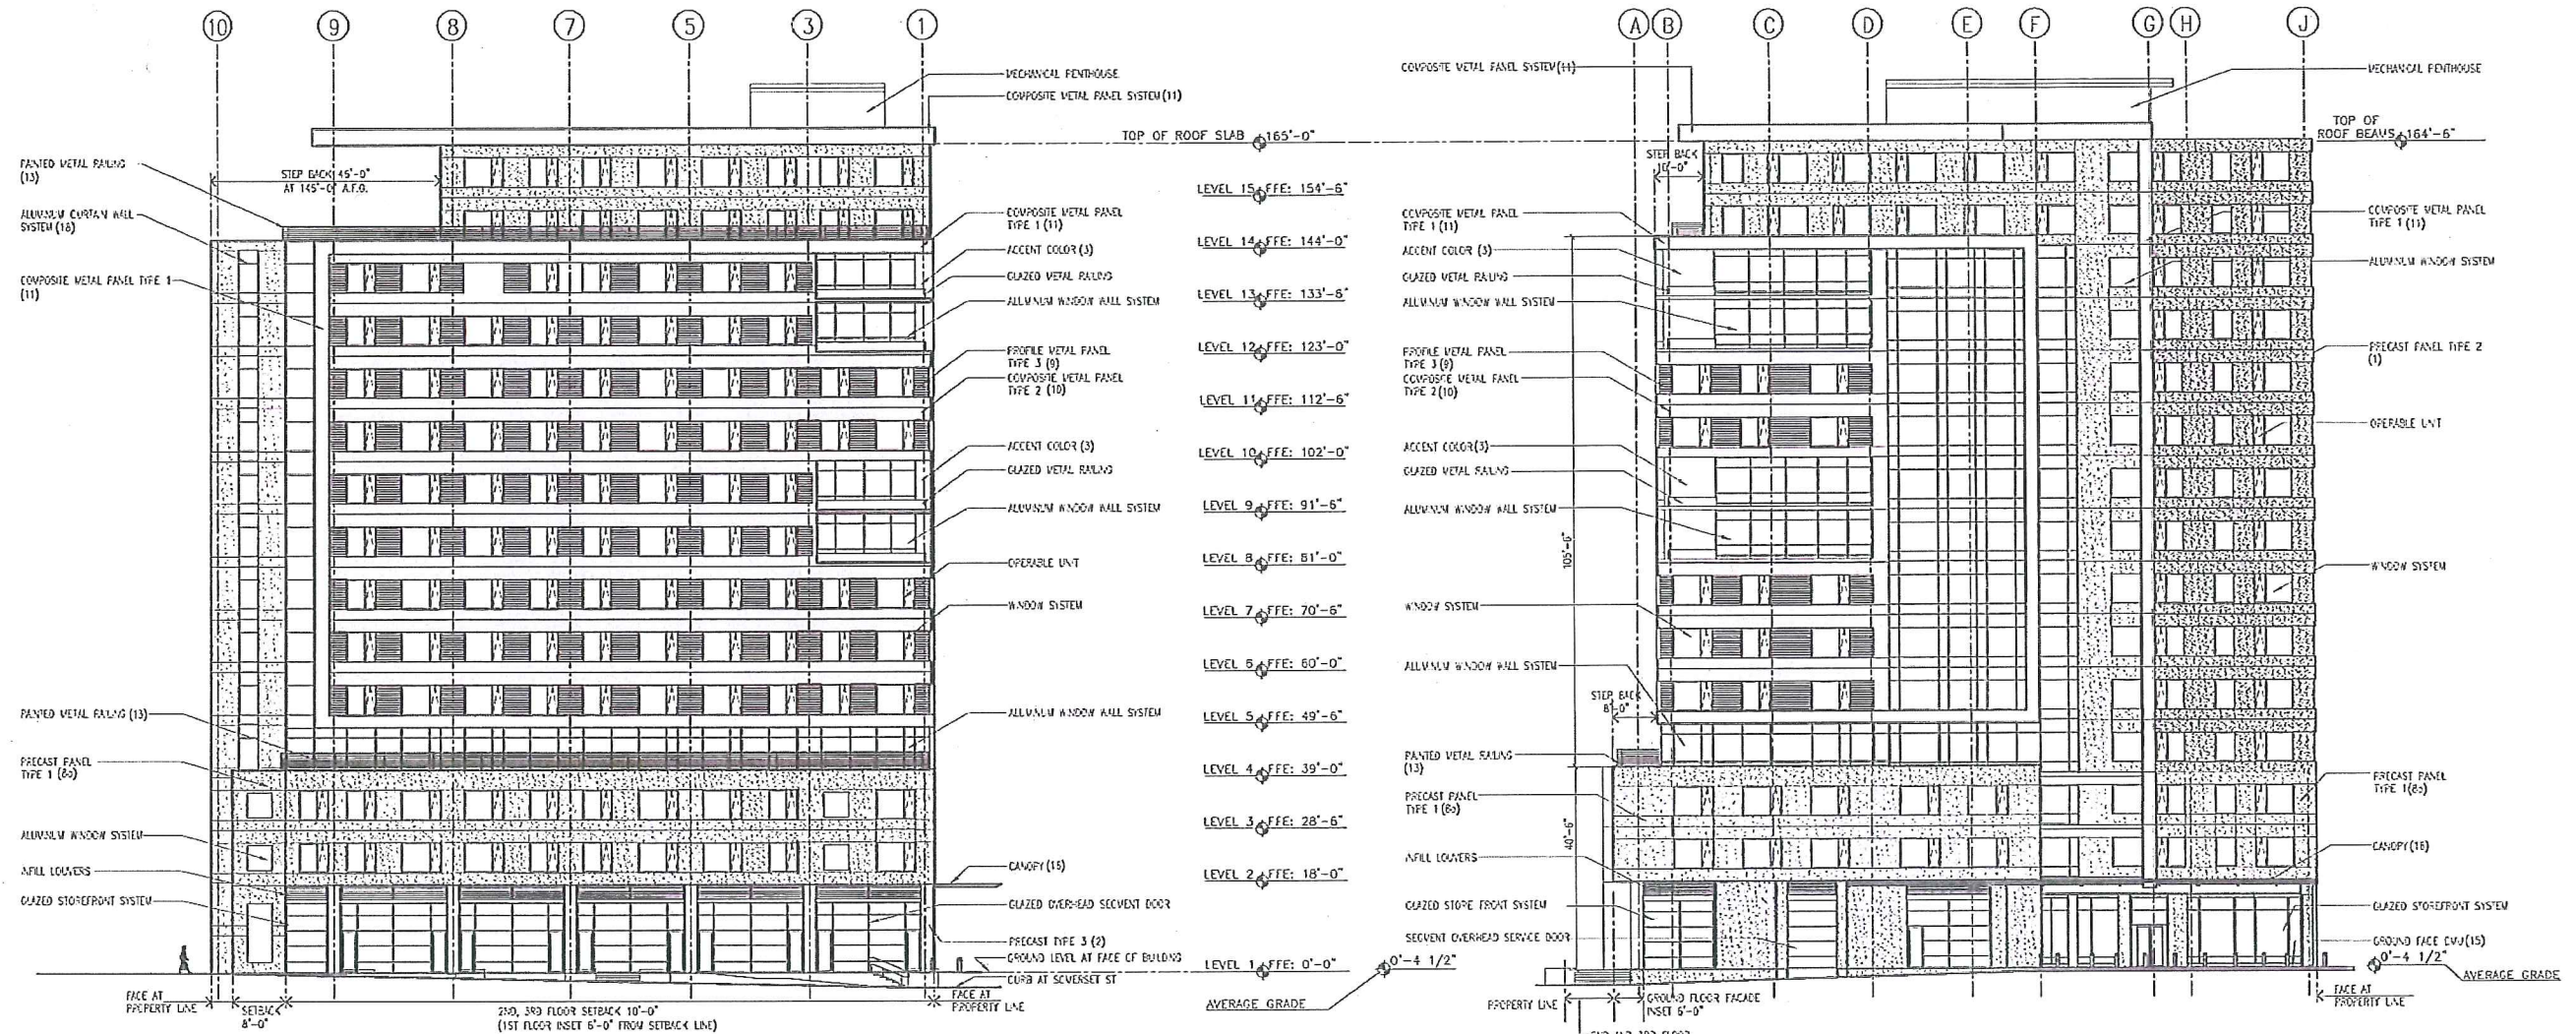 10
9
8
7
5
3
1
MECHANICAL PENTHOUSE
COMPOSITE METAL PANEL SYSTEM (11)
PAINTED METAL RAILING
(13)
STEP BACK 45'-0"
AT 145'-0" A.F.G.
ALUMINUM CURTAIN WALL
SYSTEM (18)
COMPOSITE METAL PANEL TYPE 1
(11)
COMPOSITE METAL PANEL
TYPE 1 (11)
ACCENT COLOR (3)
GLAZED METAL RAILING
ALUMINUM WINDOW WALL SYSTEM
PROFILE METAL PANEL
TYPE 3 (9)
COMPOSITE METAL PANEL
TYPE 2 (10)
ACCENT COLOR (3)
GLAZED METAL RAILING
ALUMINUM WINDOW WALL SYSTEM
OPERABLE UNIT
WINDOW SYSTEM
ALUMINUM WINDOW WALL SYSTEM
PAINTED METAL RAILING (13)
PRECAST PANEL
TYPE 1 (8a)
ALUMINUM WINDOW SYSTEM
INFILL LOUVERS
GLAZED STOREFRONT SYSTEM
CANOPY (16)
GLAZED OVERHEAD SEGMENT DOOR
PRECAST TYPE 3 (2)
GROUND LEVEL AT FACE OF BUILDING
CURB AT SOMERSET ST
FACE AT
PROPERTY LINE
SETBACK
8'-0"
2ND, 3RD FLOOR SETBACK 10'-0"
(1ST FLOOR INSET 6'-0" FROM SETBACK LINE)
FACE AT
PROPERTY LINE
TOP OF ROOF SLAB 165'-0"
LEVEL 15 FFE: 154'-6"
LEVEL 14 FFE: 144'-0"
LEVEL 13 FFE: 133'-6"
LEVEL 12 FFE: 123'-0"
LEVEL 11 FFE: 112'-6"
LEVEL 10 FFE: 102'-0"
LEVEL 9 FFE: 91'-6"
LEVEL 8 FFE: 81'-0"
LEVEL 7 FFE: 70'-6"
LEVEL 6 FFE: 60'-0"
LEVEL 5 FFE: 49'-6"
LEVEL 4 FFE: 39'-0"
LEVEL 3 FFE: 28'-6"
LEVEL 2 FFE: 18'-0"
LEVEL 1 FFE: 0'-0"
0'-4 1/2"
AVERAGE GRADE
A
B
C
D
E
F
G
H
J
COMPOSITE METAL PANEL SYSTEM (11)
MECHANICAL PENTHOUSE
TOP OF
ROOF BEAMS 164'-6"
STEP BACK
10'-0"
COMPOSITE METAL PANEL
TYPE 1 (11)
ACCENT COLOR (3)
GLAZED METAL RAILING
ALUMINUM WINDOW WALL SYSTEM
PROFILE METAL PANEL
TYPE 3 (9)
COMPOSITE METAL PANEL
TYPE 2 (10)
ACCENT COLOR (3)
GLAZED METAL RAILING
ALUMINUM WINDOW WALL SYSTEM
105'-0"
WINDOW SYSTEM
ALUMINUM WINDOW WALL SYSTEM
STEP BACK
8'-0"
PAINTED METAL RAILING
(13)
PRECAST PANEL
TYPE 1 (8a)
40'-6"
INFILL LOUVERS
GLAZED STORE FRONT SYSTEM
SEGMENT OVERHEAD SERVICE DOOR
PROPERTY LINE
GROUND FLOOR FACADE
INSET 6'-0"
COMPOSITE METAL PANEL
TYPE 1 (11)
ALUMINUM WINDOW SYSTEM
PRECAST PANEL TYPE 2
(1)
OPERABLE UNIT
WINDOW SYSTEM
PRECAST PANEL
TYPE 1 (8a)
CANOPY (16)
GLAZED STOREFRONT SYSTEM
GROUND FACE CMU (15)
0'-4 1/2"
AVERAGE GRADE
FACE AT
PROPERTY LINE